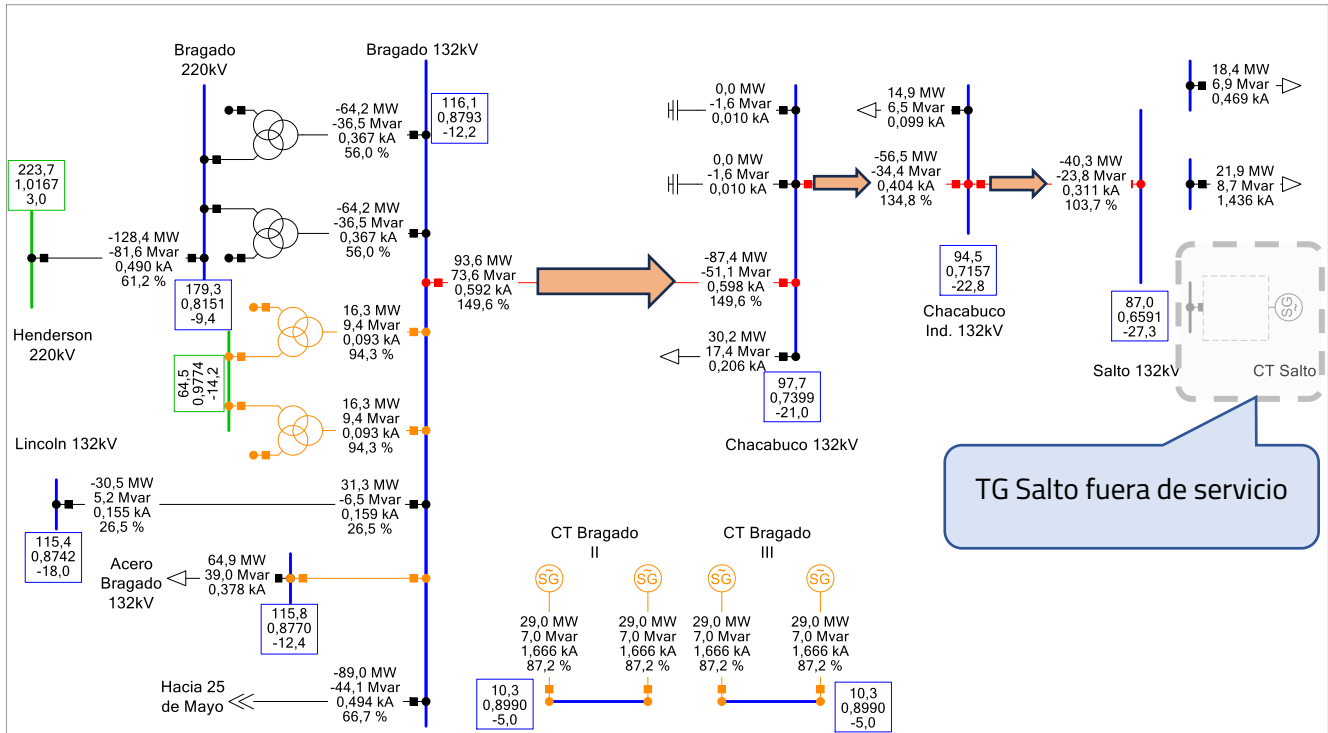 Bragado
220kV
Bragado 132kV
-64,2 MW
-36,5 Mvar
0,367 kA
56,0 %
116,1
0,8793
-12,2
0,0 MW
-1,6 Mvar
0,010 kA
14,9 MW
6,5 Mvar
0,099 kA
18,4 MW
6,9 Mvar
0,469 kA
223,7
1,0167
3,0
-64,2 MW
-36,5 Mvar
0,367 kA
56,0 %
0,0 MW
-1,6 Mvar
0,010 kA
-56,5 MW
-34,4 Mvar
0,404 kA
134,8 %
-40,3 MW
-23,8 Mvar
0,311 kA
103,7 %
21,9 MW
8,7 Mvar
1,436 kA
-128,4 MW
-81,6 Mvar
0,490 kA
61,2 %
179,3
0,8151
-9,4
Henderson
220kV
93,6 MW
73,6 Mvar
0,592 kA
149,6 %
-87,4 MW
-51,1 Mvar
0,598 kA
149,6 %
94,5
0,7157
-22,8
Chacabuco
Ind. 132kV
87,0
0,6591
-27,3
Salto 132kV
SG
CT Salto
64,5
0,9774
-14,2
16,3 MW
9,4 Mvar
0,093 kA
94,3 %
30,2 MW
17,4 Mvar
0,206 kA
97,7
0,7399
-21,0
Chacabuco 132kV
16,3 MW
9,4 Mvar
0,093 kA
94,3 %
TG Salto fuera de servicio
Lincoln 132kV
-30,5 MW
5,2 Mvar
0,155 kA
26,5 %
31,3 MW
-6,5 Mvar
0,159 kA
26,5 %
115,4
0,8742
-18,0
Acero
Bragado
132kV
64,9 MW
39,0 Mvar
0,378 kA
115,8
0,8770
-12,4
CT Bragado
II
CT Bragado
III
SG
SG
SG
SG
29,0 MW
7,0 Mvar
1,666 kA
87,2 %
29,0 MW
7,0 Mvar
1,666 kA
87,2 %
29,0 MW
7,0 Mvar
1,666 kA
87,2 %
29,0 MW
7,0 Mvar
1,666 kA
87,2 %
10,3
0,8990
-5,0
10,3
0,8990
-5,0
Hacia 25
de Mayo
-89,0 MW
-44,1 Mvar
0,494 kA
66,7 %